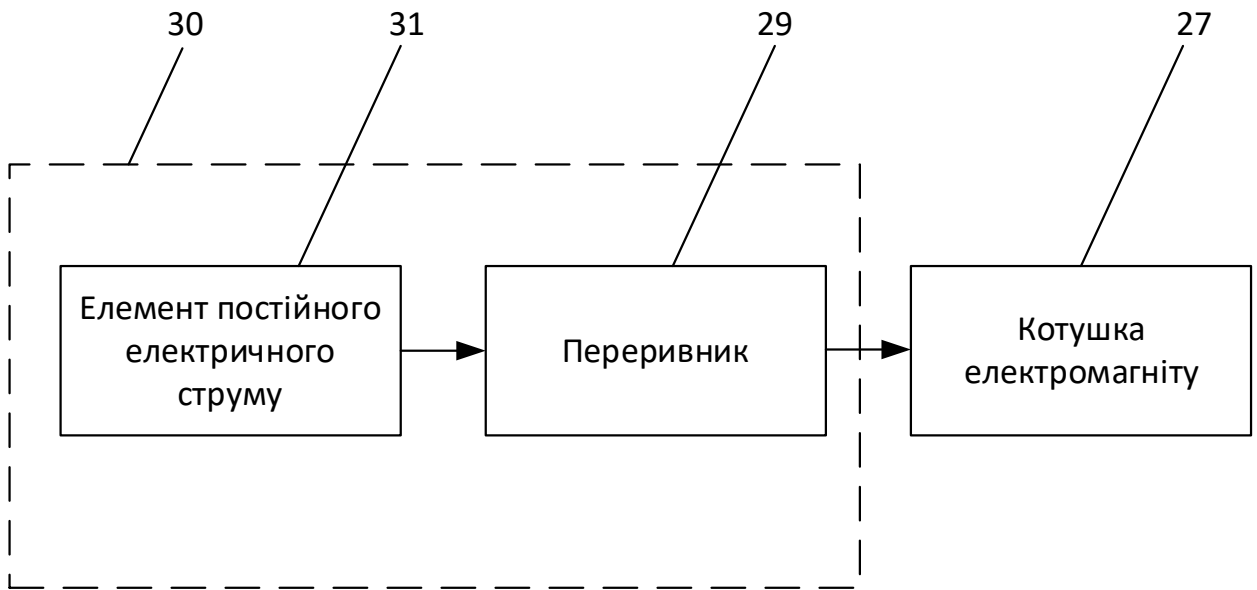 30
31
29
27
Елемент постійного
електричного
струму
Переривник
Котушка
електромагніту